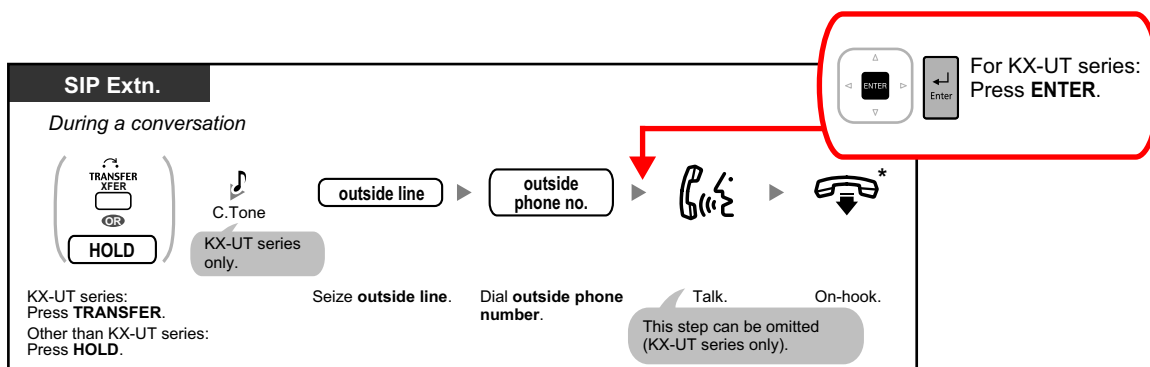 SIP Extn.
During a conversation
TRANSFER
XFER
OR
HOLD
C.Tone
KX-UT series
only.
outside line
outside
phone no.
*
ENTER
Enter
For KX-UT series:
Press ENTER.
KX-UT series:
Press TRANSFER.
Other than KX-UT series:
Press HOLD.
Seize outside line.
Dial outside phone
number.
Talk.
This step can be omitted
(KX-UT series only).
On-hook.